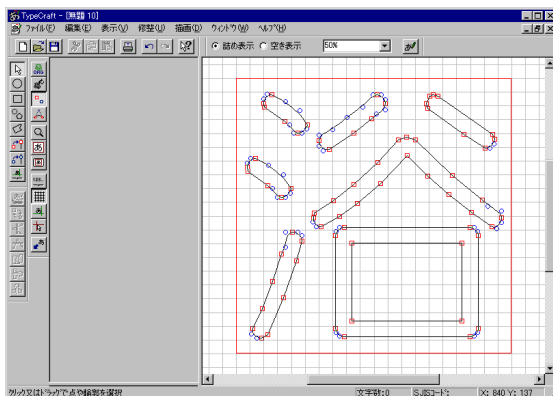 TypeCraft - [無題 10]
ファイル(F) 編集(E) 表示(V) 修整(U) 描画(D) ウィンドウ(W) ヘルプ(H)
詰め表示 空き表示 50%
ORG
あ
クリック又はドラッグで点や輪郭を選択 文字数:0 SJISコード: X: 840 Y: 137